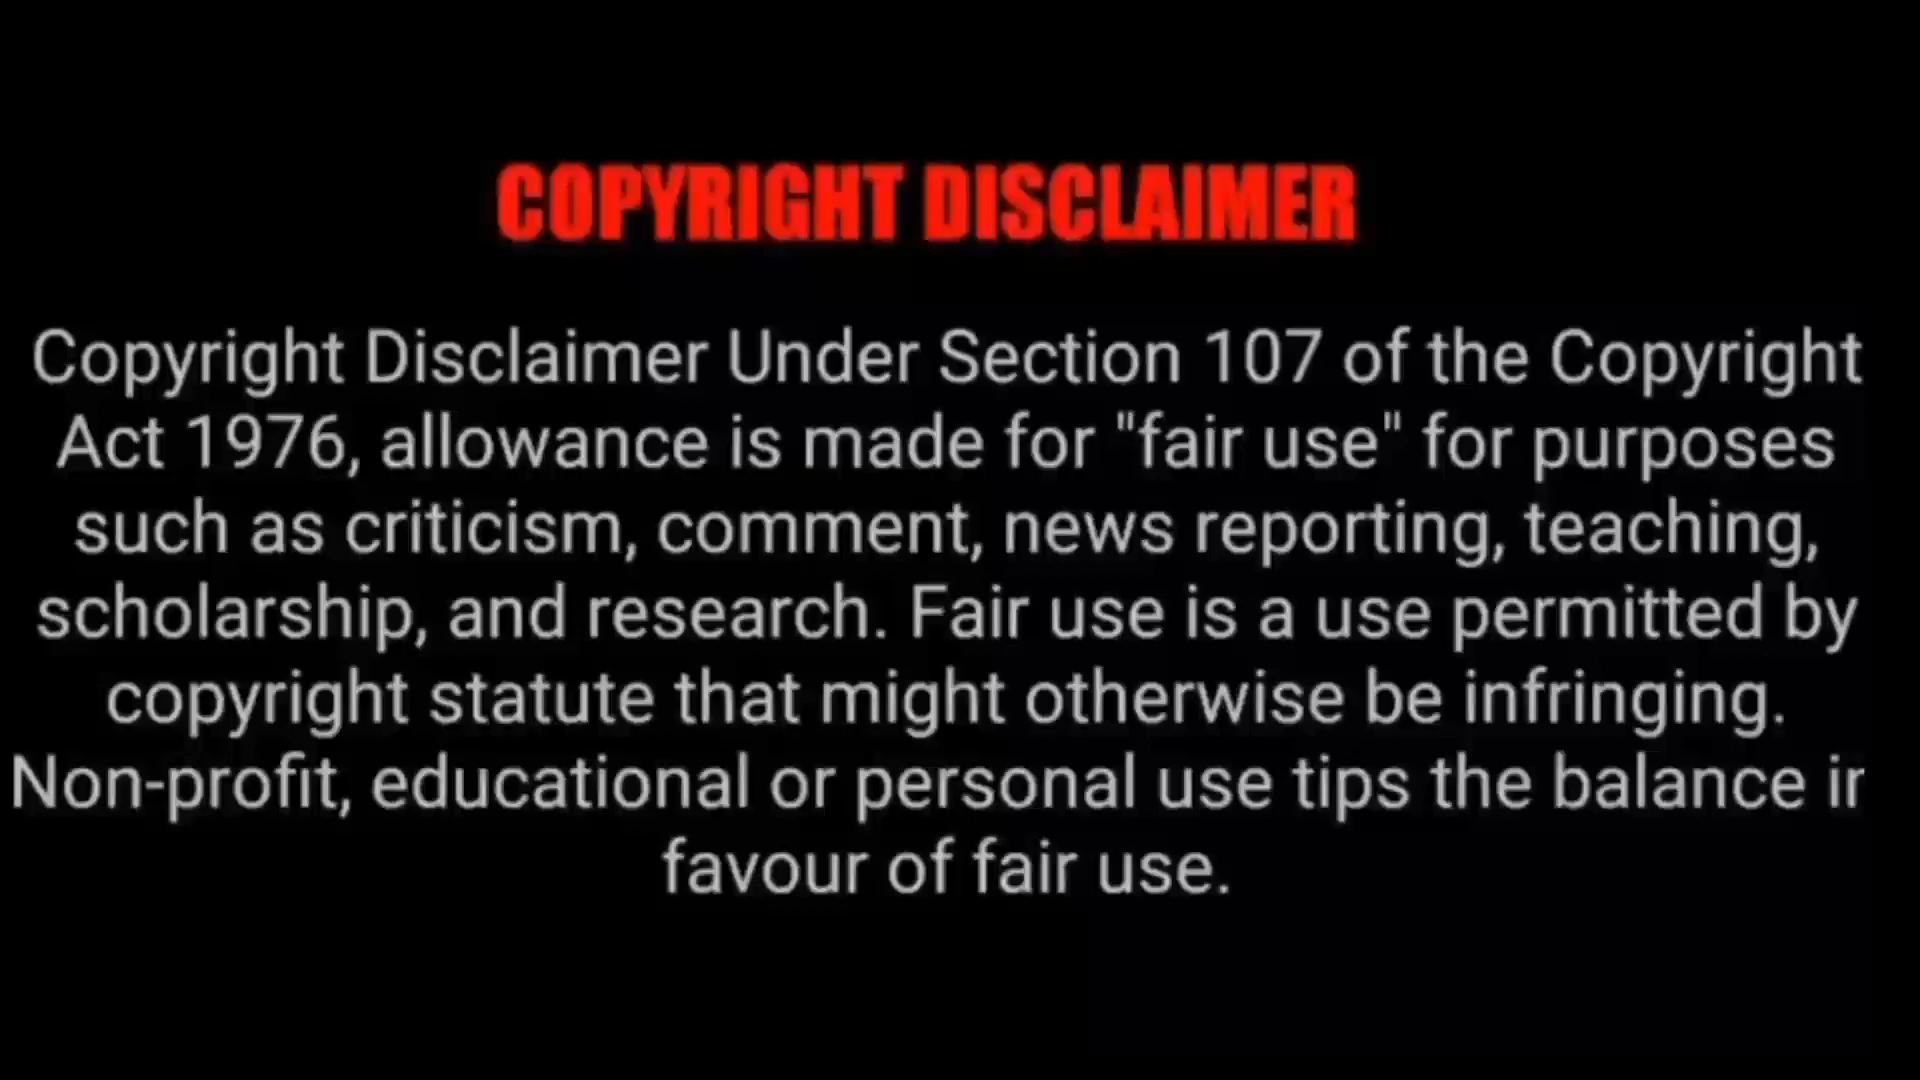 COPYRIGHT DISCLAIMER
Copyright Disclaimer Under Section 107 of the Copyright
Act 1976, allowance is made for "fair use" for purposes
such as criticism, comment, news reporting, teaching,
scholarship, and research. Fair use is a use permitted by
copyright statute that might otherwise be infringing.
Non-profit, educational or personal use tips the balance
favour of fair use.